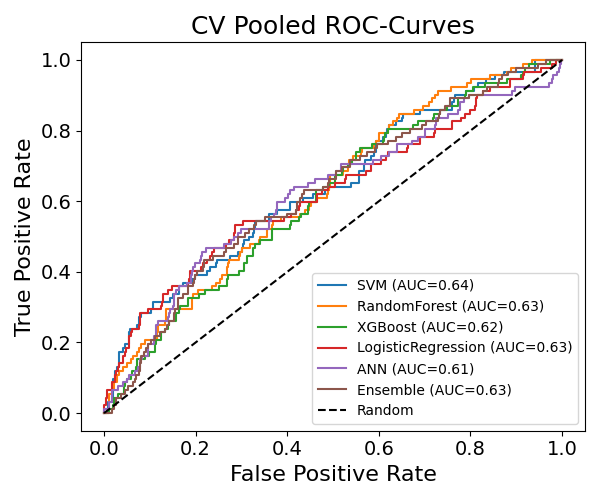 CV Pooled ROC-Curves
True Positive Rate
1.0
0.8
0.6
0.4
0.2
0.0
SVM (AUC=0.64)
RandomForest (AUC=0.63)
XGBoost (AUC=0.62)
LogisticRegression (AUC=0.63)
ANN (AUC=0.61)
Ensemble (AUC=0.63)
Random
0.0 0.2 0.4 0.6 0.8 1.0
False Positive Rate